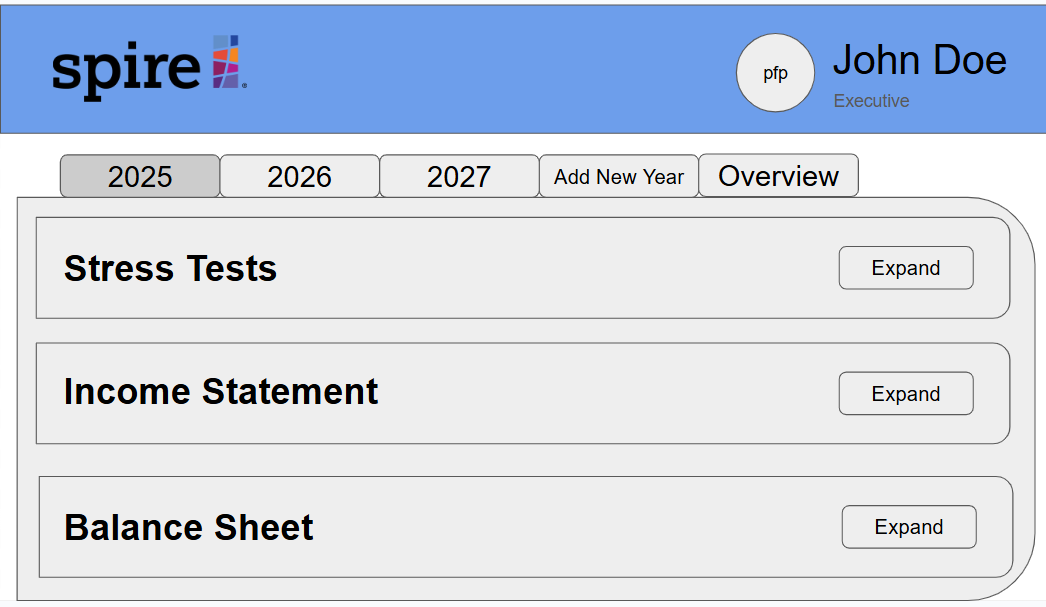 spire
pfp
John Doe
Executive
2025
2026
2027
Add New Year
Overview
Stress Tests
Expand
Income Statement
Expand
Balance Sheet
Expand